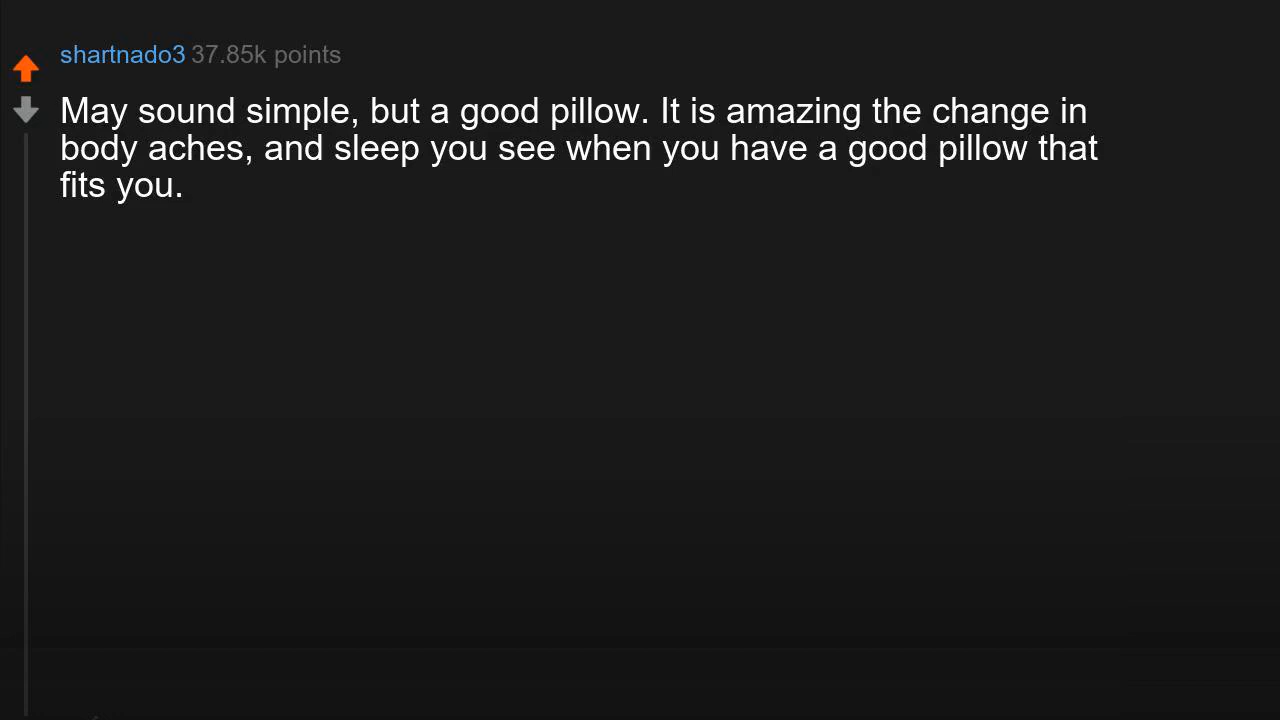 shartnado3 37.85k points
May sound simple, but a good pillow. It is amazing the change in
body aches, and sleep you see when you have a good pillow that
fits you.